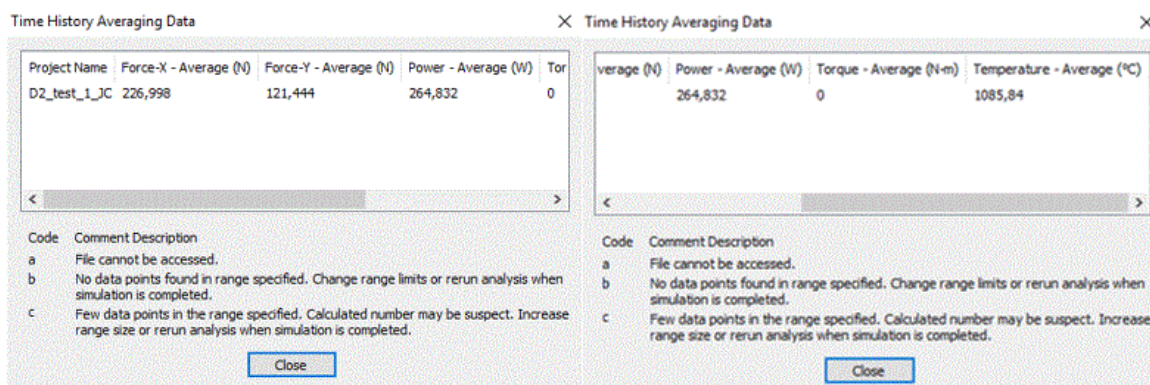 Time History Averaging Data
Project Name Force-X - Average (N) Force-Y - Average (N) Power - Average (W) Tor
D2_test_1_JC 226,998 121,444 264,832 0
Code Comment Description
a File cannot be accessed.
b No data points found in range specified. Change range limits or rerun analysis when
simulation is completed.
c Few data points in the range specified. Calculated number may be suspect. Increase
range size or rerun analysis when simulation is completed.
Close
Time History Averaging Data
verage (N) Power - Average (W) Torque - Average (N-m) Temperature - Average (ºC)
264,832 0 1085,84
Code Comment Description
a File cannot be accessed.
b No data points found in range specified. Change range limits or rerun analysis when
simulation is completed.
c Few data points in the range specified. Calculated number may be suspect. Increase
range size or rerun analysis when simulation is completed.
Close